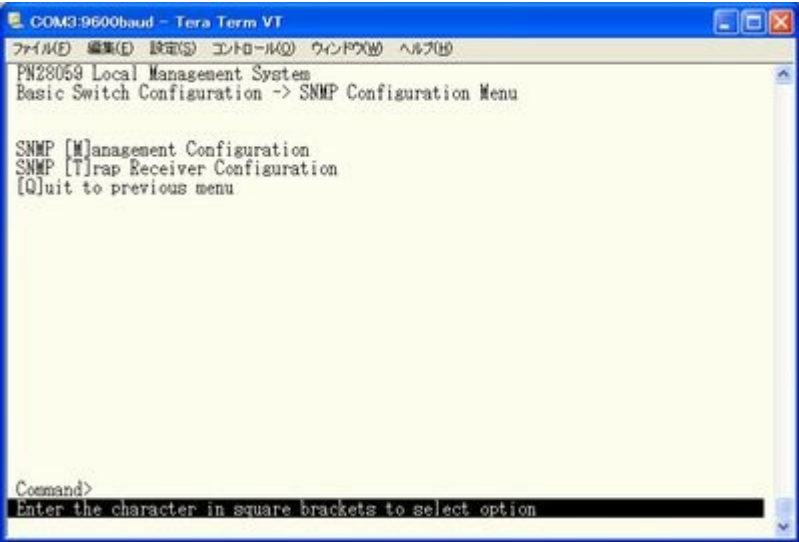 COM3:9600baud - Tera Term VT
ファイル(F) 編集(E) 設定(S) コントロール(O) ウィンドウ(W) ヘルプ(H)
PN28059 Local Management System
Basic Switch Configuration -> SNMP Configuration Menu
SNMP [M]anagement Configuration
SNMP [T]rap Receiver Configuration
[Q]uit to previous menu
Command>
Enter the character in square brackets to select option